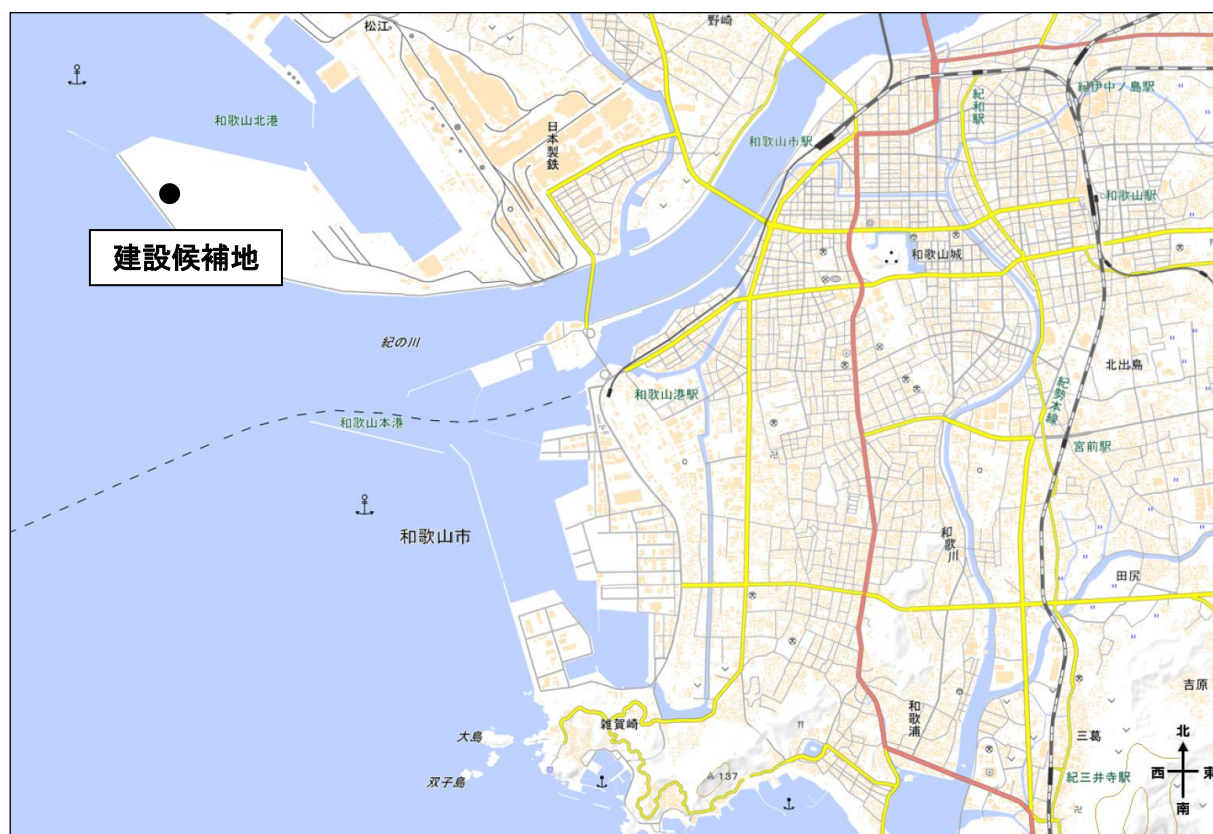 松江
野崎
和歌山北港
日本製鉄
和歌山市駅
紀和駅
紀伊中ノ島駅
和歌山駅
建設候補地
和歌山城
紀の川
北出島
和歌山港駅
紀勢本線
和歌山本港
宮前駅
和歌山市
和歌川
田尻
吉原
雑賀崎
和歌浦
三葛
大島
双子島
137
紀三井寺駅
北
西 東
南